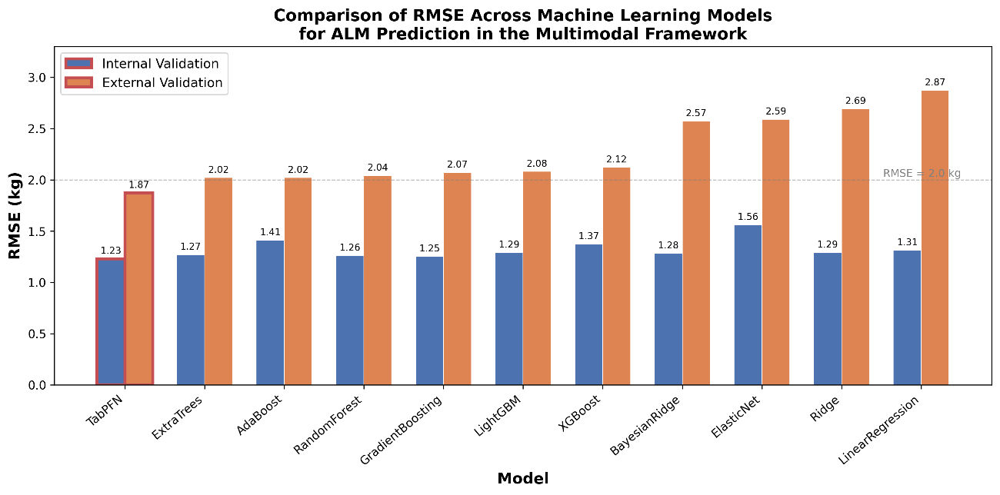 Comparison of RMSE Across Machine Learning Models
for ALM Prediction in the Multimodal Framework
Internal Validation
External Validation
RMSE (kg)
3.0
2.5
2.0
1.5
1.0
0.5
0.0
1.23
1.87
1.27
2.02
1.41
2.02
1.26
2.04
1.25
2.07
1.29
2.08
1.37
2.12
1.28
2.57
1.56
2.59
1.29
2.69
1.31
2.87
RMSE = 2.0 kg
TabPFN
ExtraTrees
AdaBoost
RandomForest
GradientBoosting
LightGBM
XGBoost
BayesianRidge
ElasticNet
Ridge
LinearRegression
Model